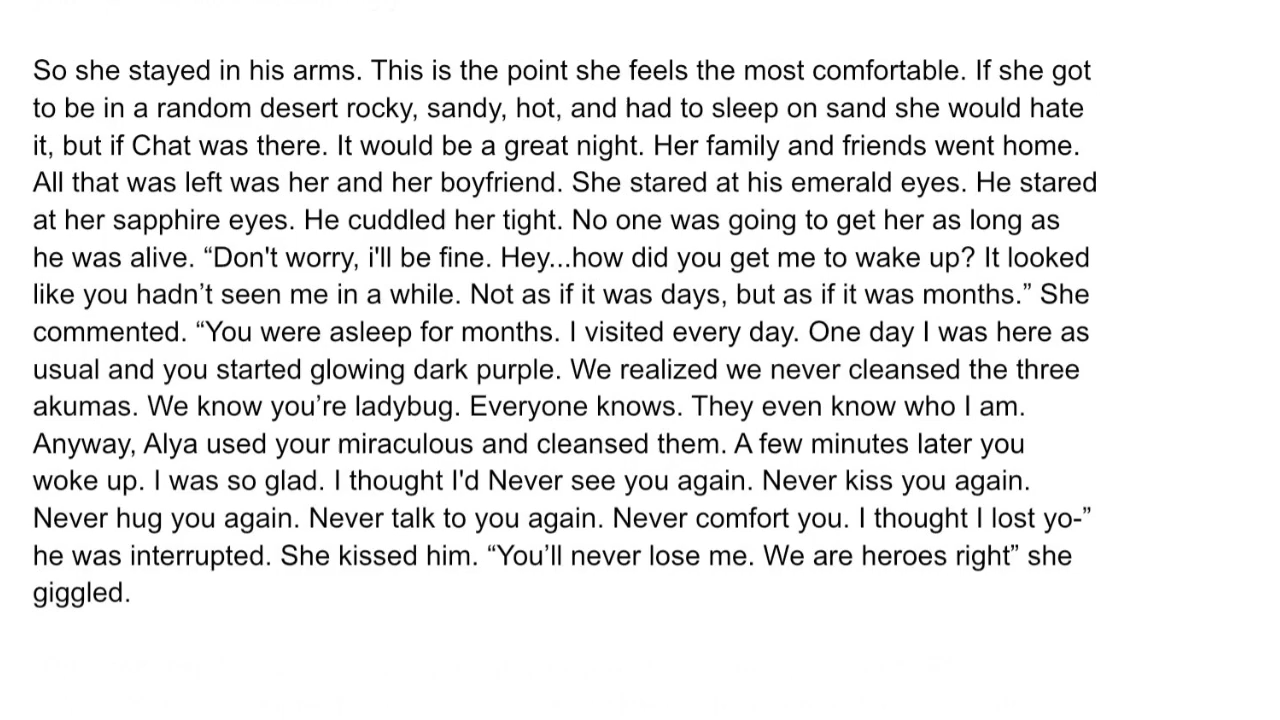 So she stayed in his arms. This is the point she feels the most comfortable. If she got
to be in a random desert rocky, sandy, hot, and had to sleep on sand she would hate
it, but if Chat was there. It would be a great night. Her family and friends went home.
All that was left was her and her boyfriend. She stared at his emerald eyes. He stared
at her sapphire eyes. He cuddled her tight. No one was going to get her as long as
he was alive. “Don't worry, i'll be fine. Hey...how did you get me to wake up? It looked
like you hadn’t seen me in a while. Not as if it was days, but as if it was months.” She
commented. “You were asleep for months. I visited every day. One day I was here as
usual and you started glowing dark purple. We realized we never cleansed the three
akumas. We know you’re ladybug. Everyone knows. They even know who I am.
Anyway, Alya used your miraculous and cleansed them. A few minutes later you
woke up. I was so glad. I thought I'd Never see you again. Never kiss you again.
Never hug you again. Never talk to you again. Never comfort you. I thought I lost yo-”
he was interrupted. She kissed him. “You’ll never lose me. We are heroes right” she
giggled.